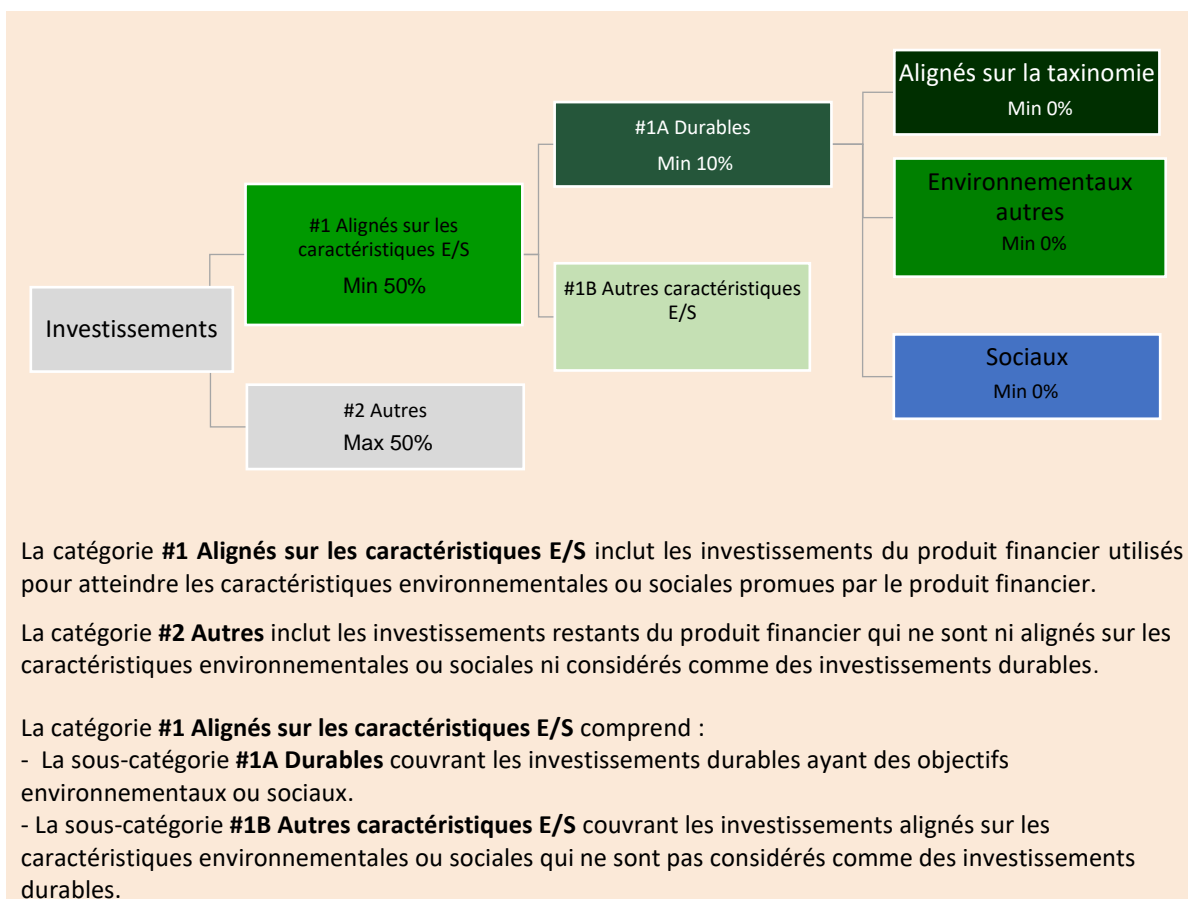 Alignés sur la taxinomie
Min 0%
#1A Durables
Min 10%
Environnementaux
autres
Min 0%
#1 Alignés sur les
caractéristiques E/S
Min 50%
#1B Autres caractéristiques
E/S
Investissements
Sociaux
Min 0%
#2 Autres
Max 50%
La catégorie #1 Alignés sur les caractéristiques E/S inclut les investissements du produit financier utilisés
pour atteindre les caractéristiques environnementales ou sociales promues par le produit financier.
La catégorie #2 Autres inclut les investissements restants du produit financier qui ne sont ni alignés sur les
caractéristiques environnementales ou sociales ni considérés comme des investissements durables.
La catégorie #1 Alignés sur les caractéristiques E/S comprend :
- La sous-catégorie #1A Durables couvrant les investissements durables ayant des objectifs
environnementaux ou sociaux.
- La sous-catégorie #1B Autres caractéristiques E/S couvrant les investissements alignés sur les
caractéristiques environnementales ou sociales qui ne sont pas considérés comme des investissements
durables.